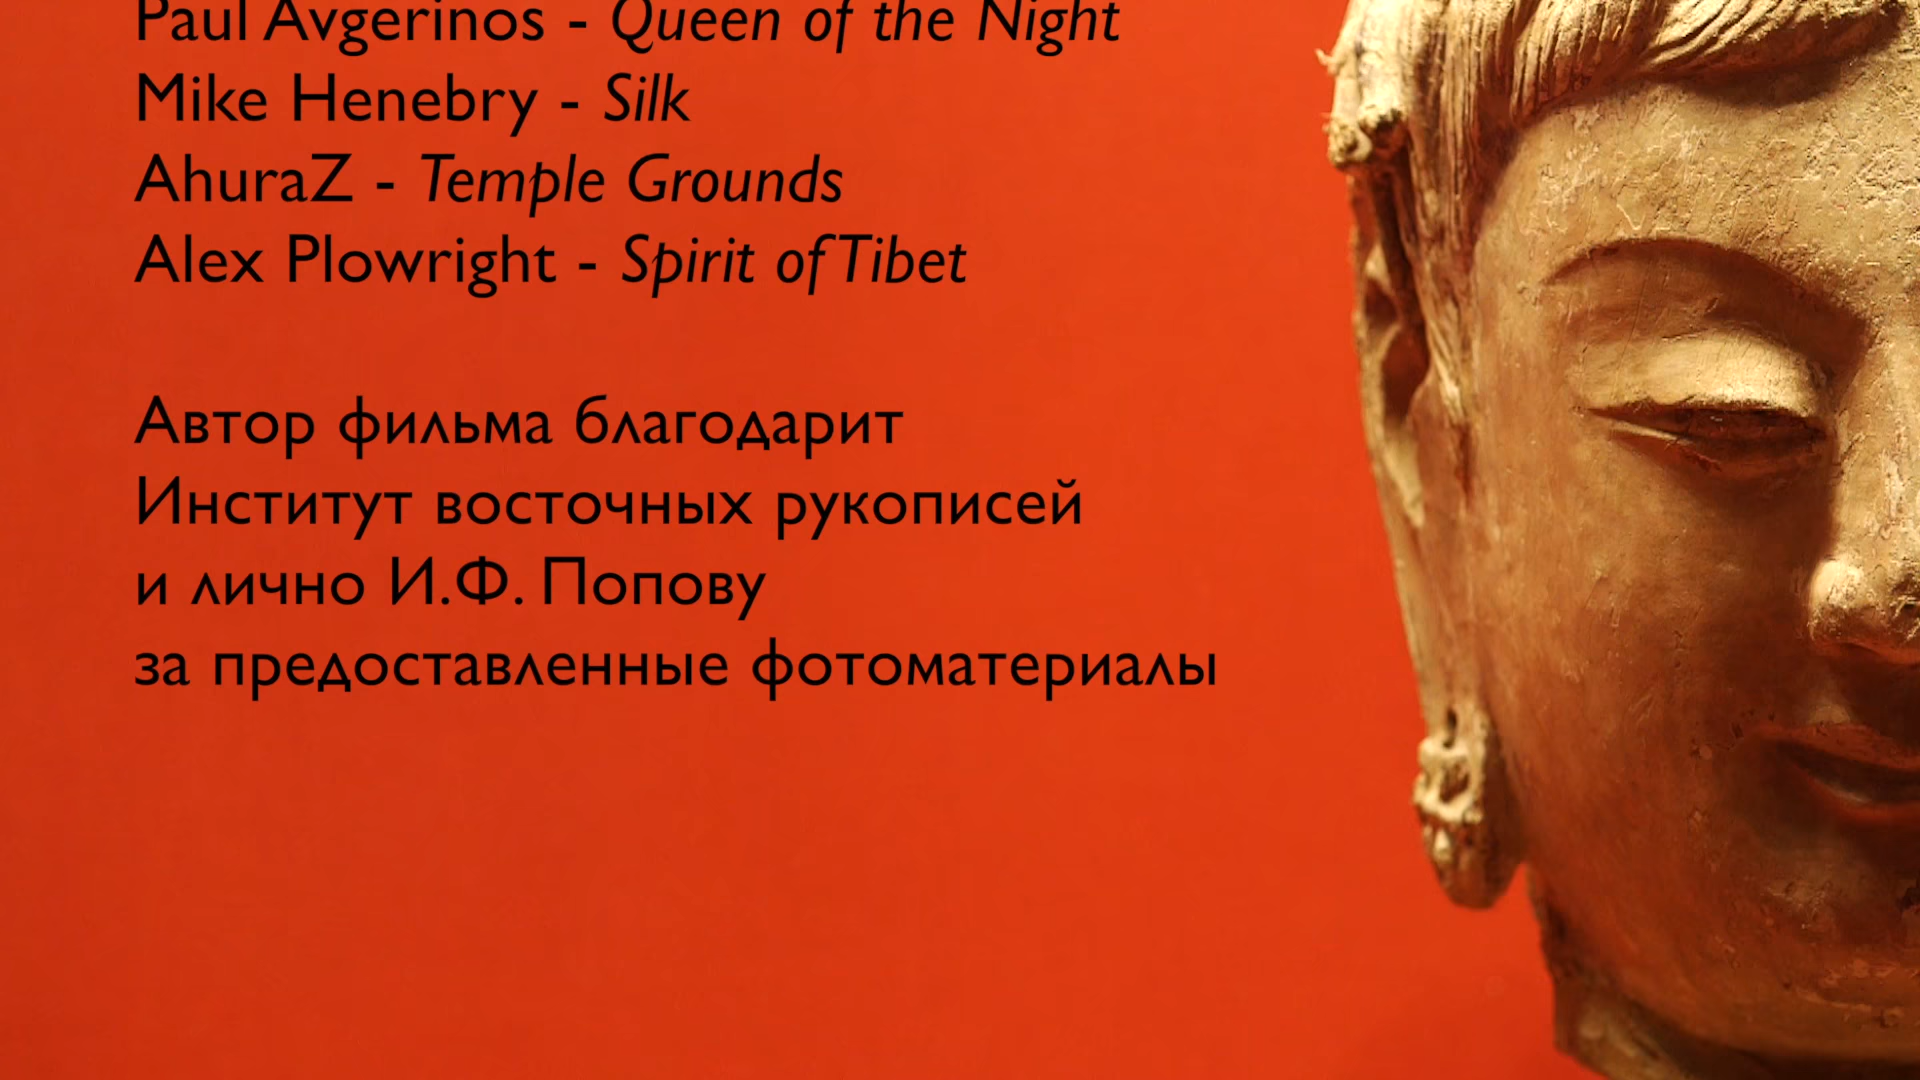 Paul Avgerinos - Queen of the Night
Mike Henebry - Silk
AhuraZ - Temple Grounds
Alex Plowright - Spirit of Tibet
Автор фильма благодарит
Институт восточных рукописей
и лично И.Ф. Попову
за предоставленные фотоматериалы